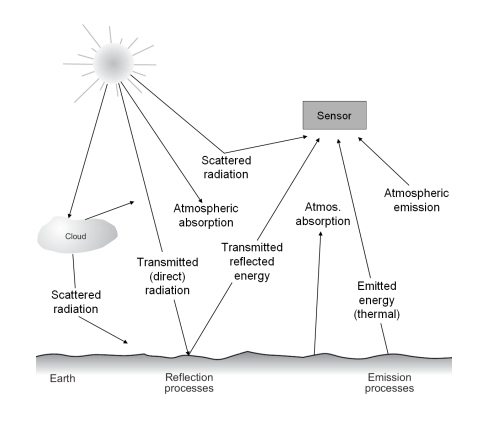 Sensor
Scattered
radiation
Atmospheric
emission
Atmospheric
absorption
Atmos.
absorption
Cloud
Transmitted
(direct)
radiation
Transmitted
reflected
energy
Scattered
radiation
Emitted
energy
(thermal)
Earth
Reflection
processes
Emission
processes